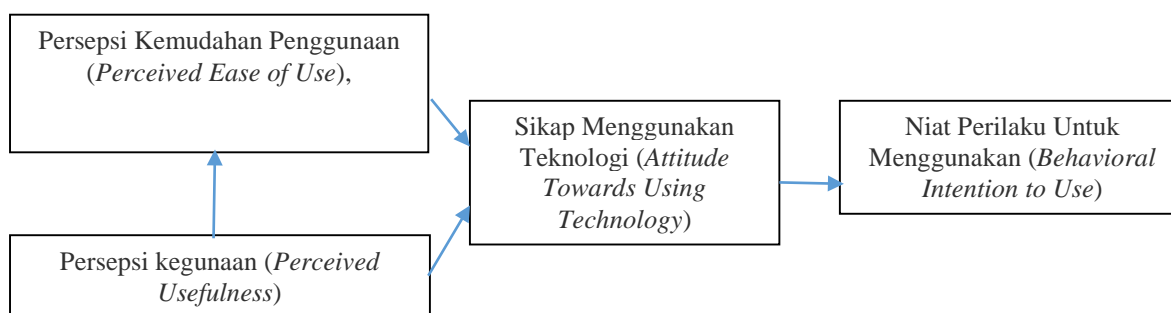 Persepsi Kemudahan Penggunaan
(Perceived Ease of Use),
Sikap Menggunakan
Teknologi (Attitude
Towards Using
Technology)
Niat Perilaku Untuk
Menggunakan (Behavioral
Intention to Use)
Persepsi kegunaan (Perceived
Usefulness)